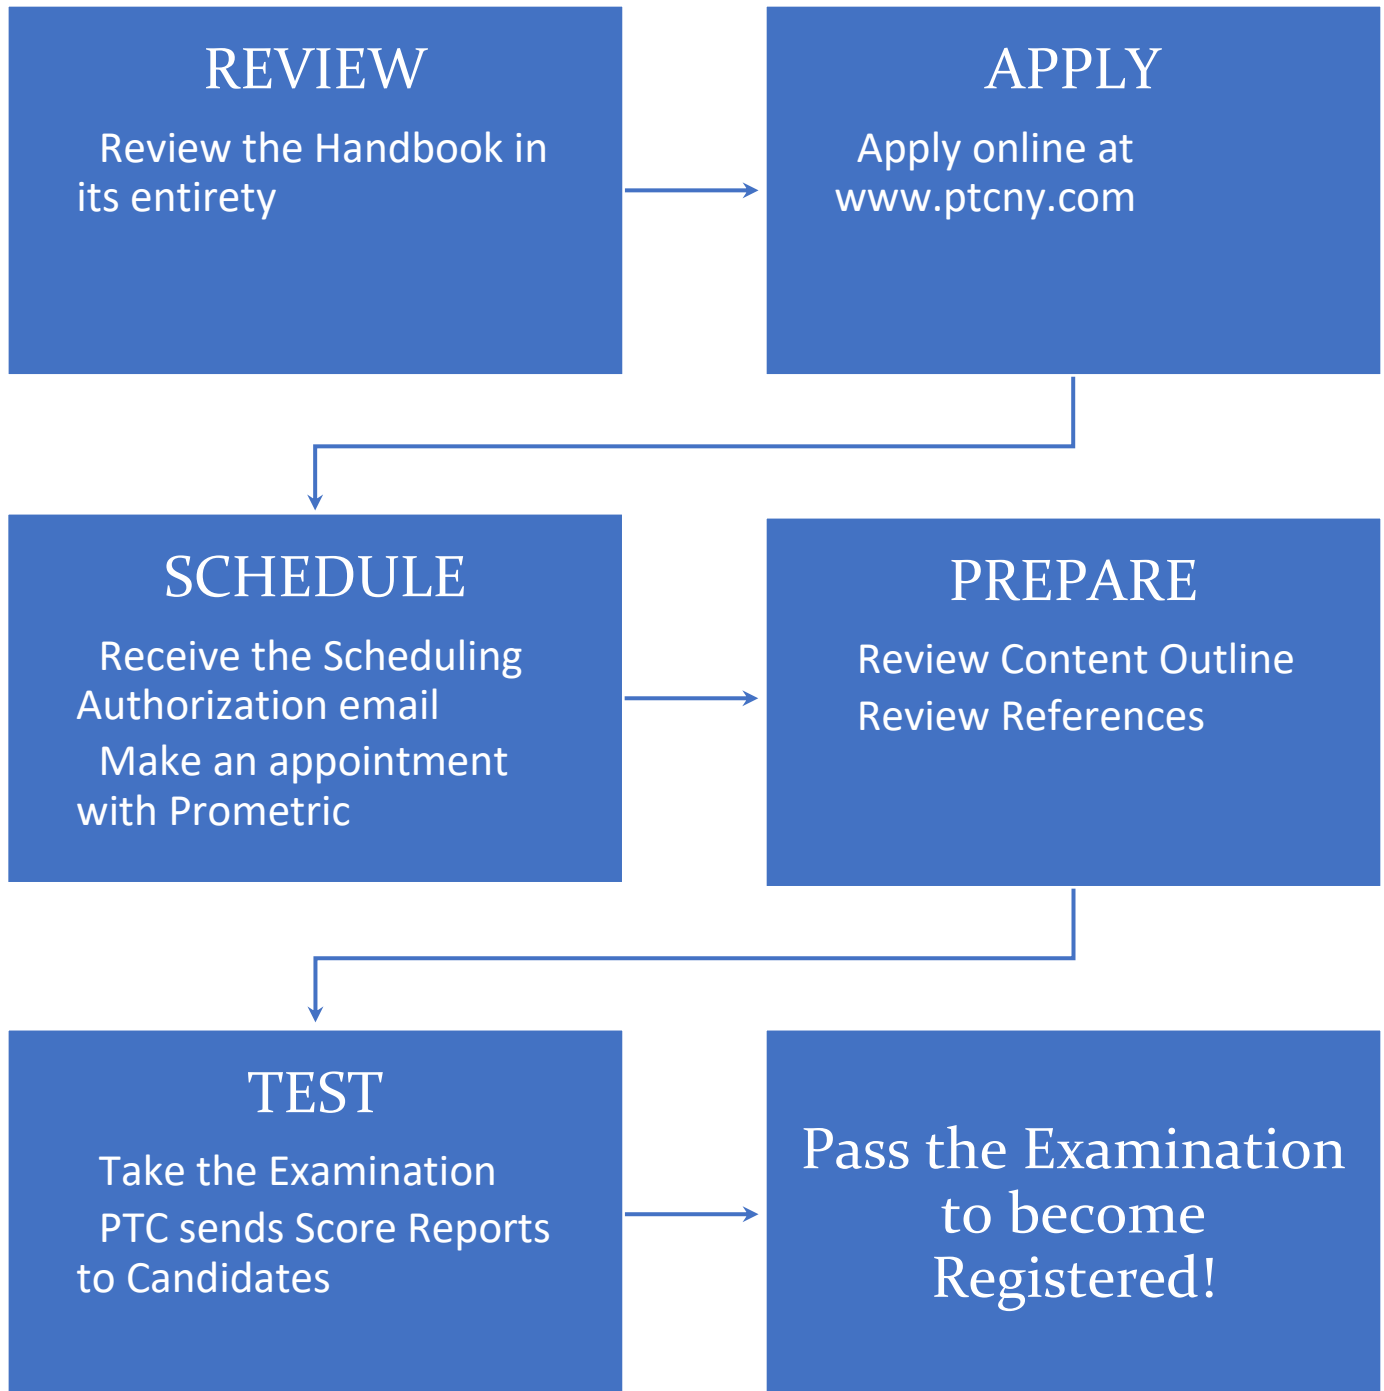 REVIEW
Review the Handbook in
its entirety
APPLY
Apply online at
www.ptcny.com
SCHEDULE
Receive the Scheduling
Authorization email
Make an appointment
with Prometric
PREPARE
Review Content Outline
Review References
TEST
Take the Examination
PTC sends Score Reports
to Candidates
Pass the Examination
to become
Registered!